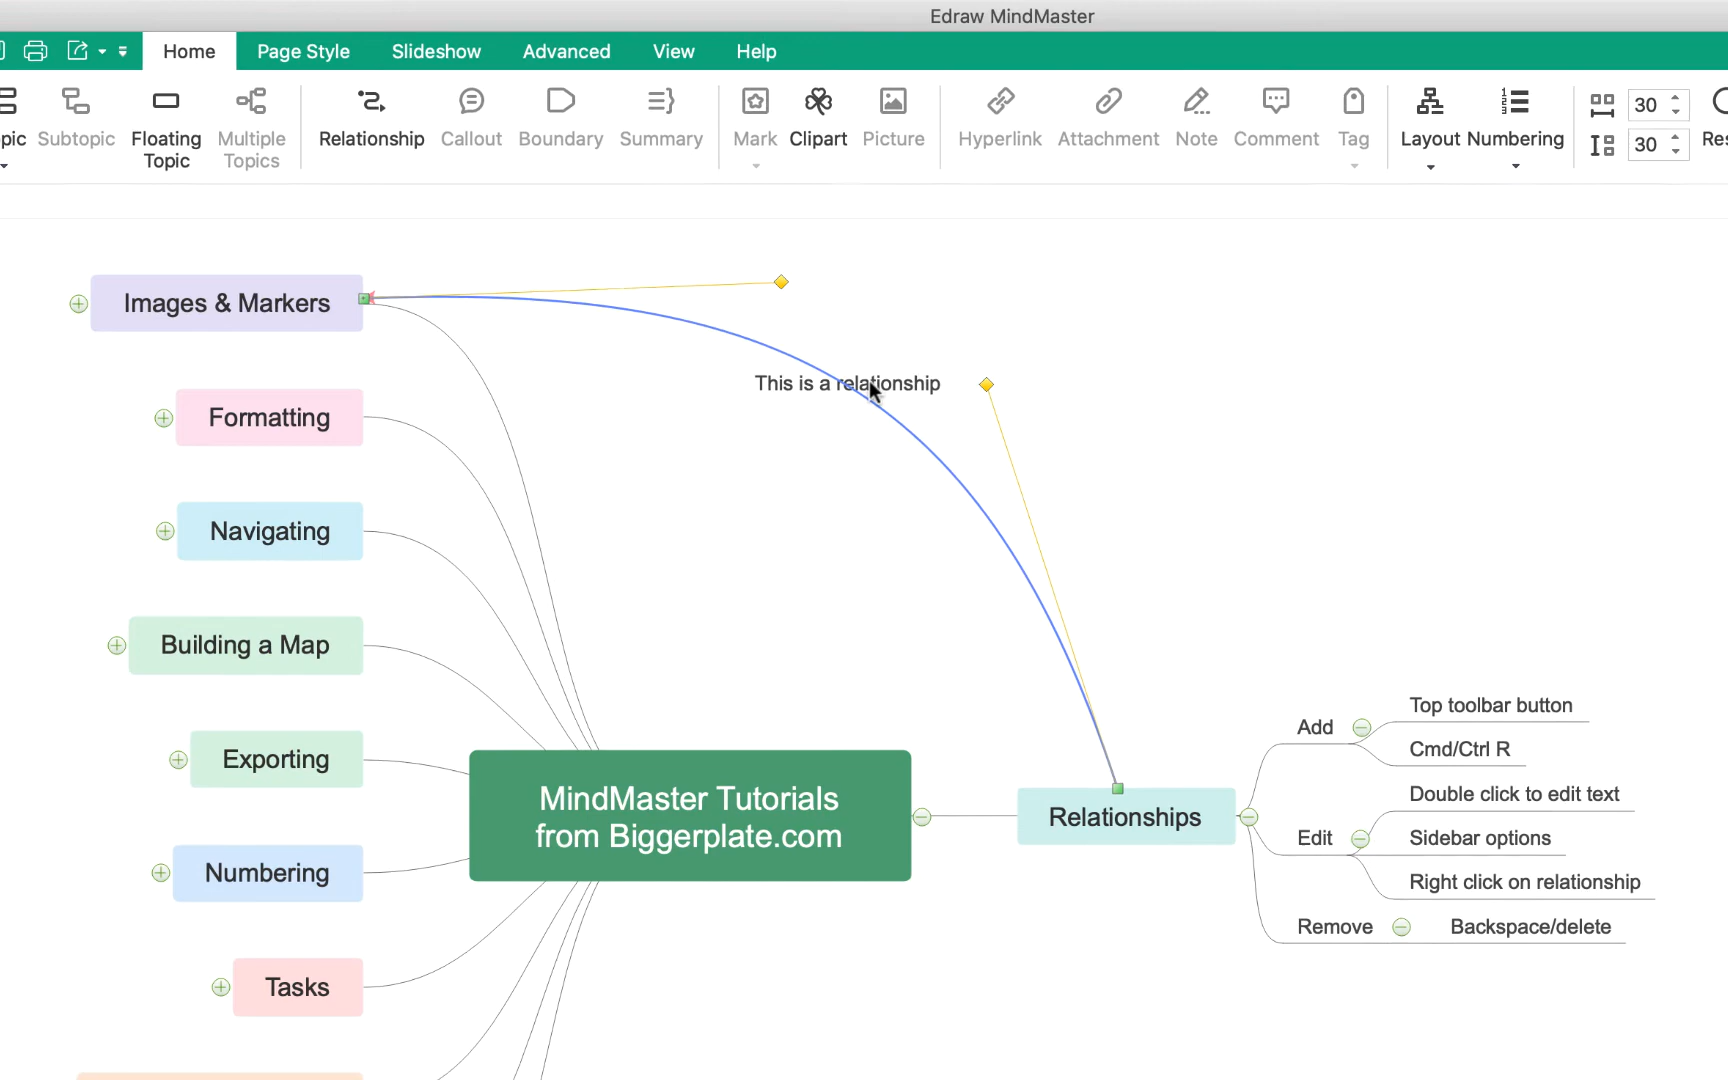 Edraw MindMaster
Home Page Style Slideshow Advanced View Help
Subtopic
Floating
Topic
Multiple
Topics
Relationship
Callout
Boundary
Summary
Mark
Clipart
Picture
Hyperlink
Attachment
Note
Comment
Tag
Layout
Numbering
30
30
Images & Markers
This is a relationship
Formatting
Navigating
Building a Map
Exporting
Numbering
Tasks
MindMaster Tutorials
from Biggerplate.com
Relationships
Add
Top toolbar button
Cmd/Ctrl R
Edit
Double click to edit text
Sidebar options
Right click on relationship
Remove
Backspace/delete